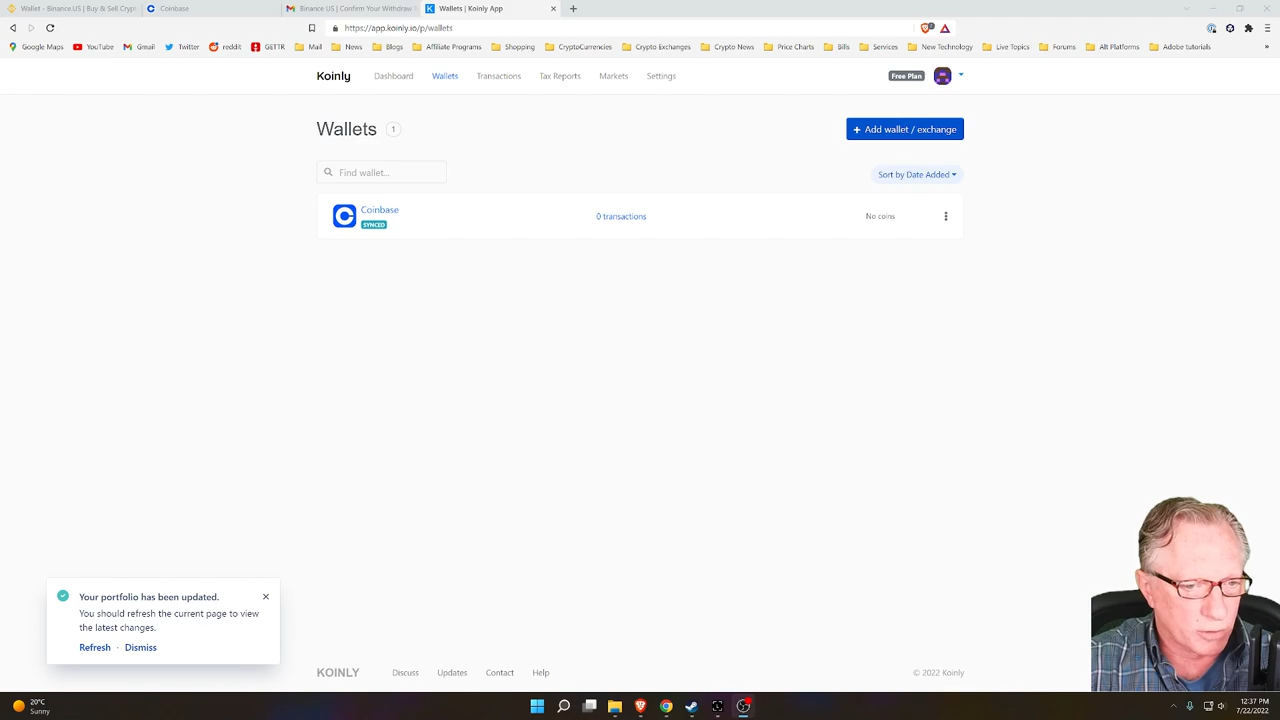 Wallet - Binance.US | Buy & Sell Cryp
Coinbase
Binance US | Confirm Your Withdraw
Wallets | Koinly App
https://app.koinly.io/p/wallets
Google Maps
YouTube
Gmail
Twitter
reddit
GETTR
Mail
News
Blogs
Affiliate Programs
Shopping
CryptoCurrencies
Crypto Exchanges
Crypto News
Price Charts
Bills
Services
New Technology
Live Topics
Forums
Alt Platforms
Adobe tutorials
Koinly
Dashboard
Wallets
Transactions
Tax Reports
Markets
Settings
Free Plan
Wallets 1
+ Add wallet / exchange
Find wallet...
Sort by Date Added
Coinbase
SYNCED
0 transactions
No coins
Your portfolio has been updated.
You should refresh the current page to view
the latest changes.
Refresh · Dismiss
KOINLY
Discuss
Updates
Contact
Help
© 2022 Koinly
20°C
Sunny
12:37 PM
7/22/2022